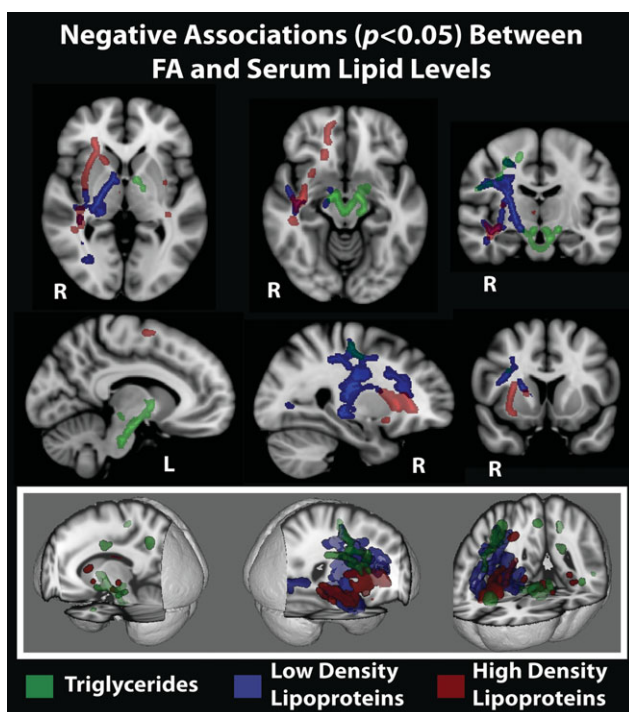 Negative Associations (p<0.05) Between
FA and Serum Lipid Levels
R
R
R
L
R
R
Triglycerides
Low Density
Lipoproteins
High Density
Lipoproteins